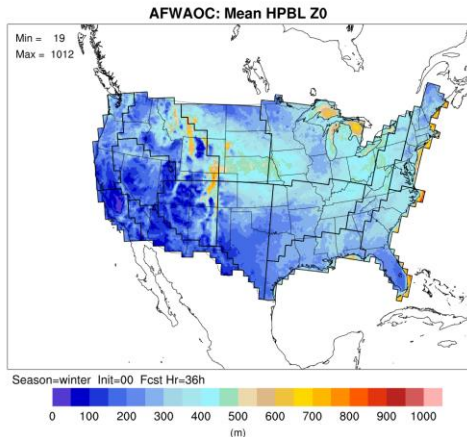 AFWAOC: Mean HPBL Z0
Min = 19
Max = 1012
Season=winter Init=00 Fcst Hr=36h
0 100 200 300 400 500 600 700 800 900 1000
(m)